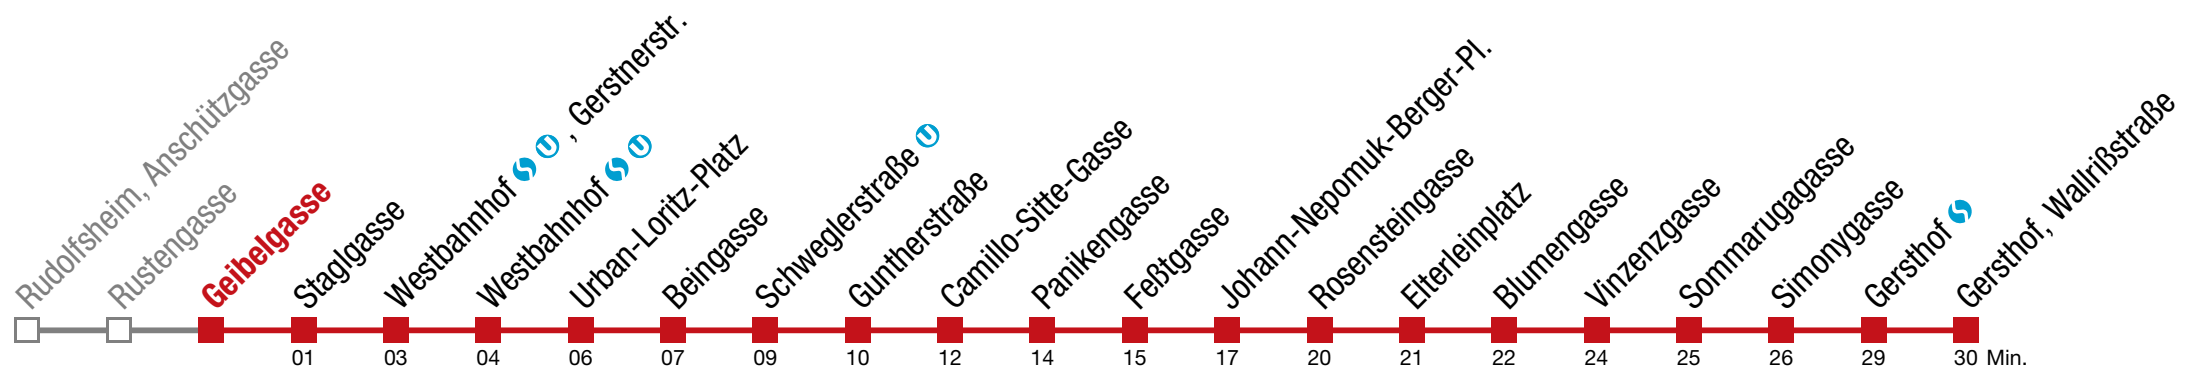 Rudolfsheim, Anschützgasse
Rustengasse
Geibelgasse
Staglgasse
Westbahnhof S U , Gerstnerstr.
Westbahnhof S U
Urban-Loritz-Platz
Beingasse
Schweglerstraße U
Guntherstraße
Camillo-Sitte-Gasse
Panikengasse
Feßtgasse
Johann-Nepomuk-Berger-Pl.
Rosensteingasse
Elterleinplatz
Blumengasse
Vinzenzgasse
Sommarugagasse
Simonygasse
Gersthof S
Gersthof, Wallrißstraße
01 03 04 06 07 09 10 12 14 15 17 20 21 22 24 25 26 29 30 Min.